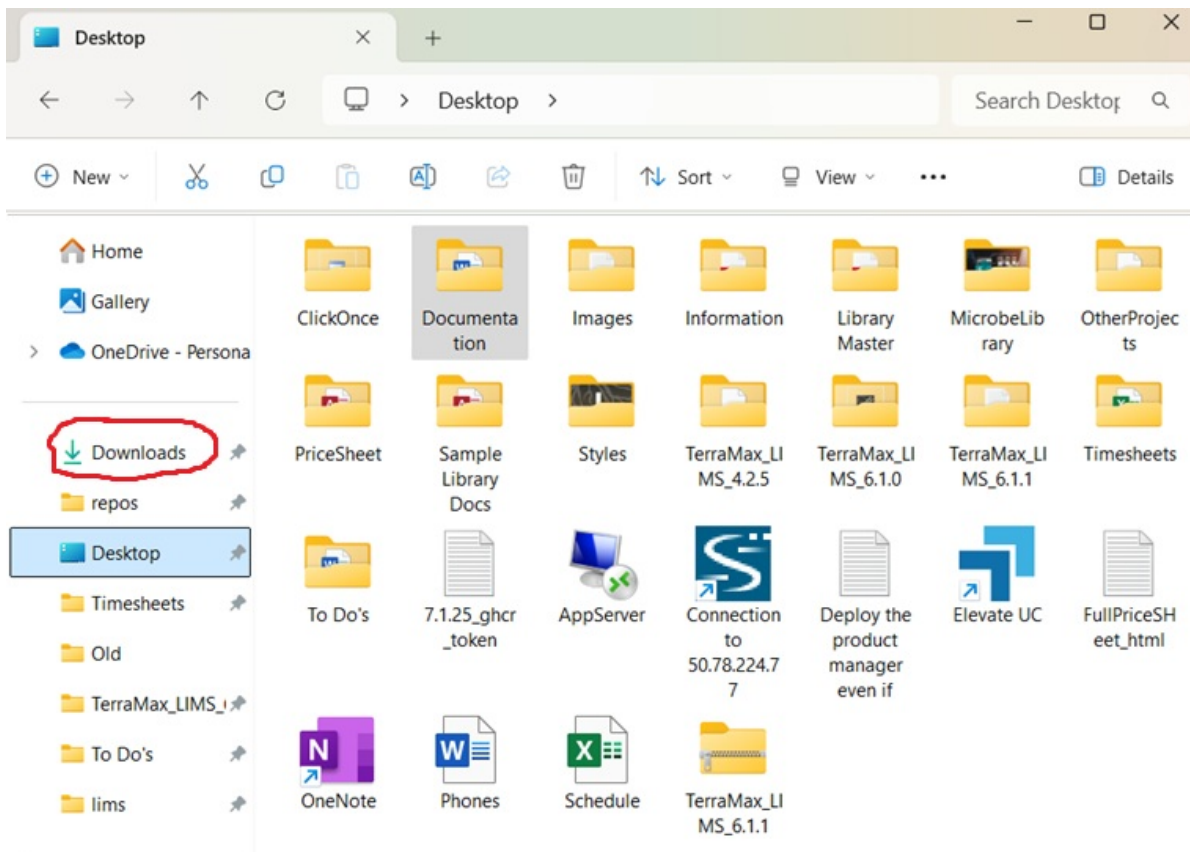 Desktop
Desktop
Search Desktop
New
Sort
View
Details
Home
Gallery
OneDrive - Persona
Downloads
repos
Desktop
Timesheets
Old
TerraMax_LIMS_(
To Do's
lims
ClickOnce
Documenta
tion
Images
Information
Library
Master
MicrobeLib
rary
OtherProjec
ts
PriceSheet
Sample
Library
Docs
Styles
TerraMax_LI
MS_4.2.5
TerraMax_LI
MS_6.1.0
TerraMax_LI
MS_6.1.1
Timesheets
To Do's
7.1.25_ghcr
_token
AppServer
Connection
to
50.78.224.7
7
Deploy the
product
manager
even if
Elevate UC
FullPriceSH
eet_html
OneNote
Phones
Schedule
TerraMax_LI
MS_6.1.1